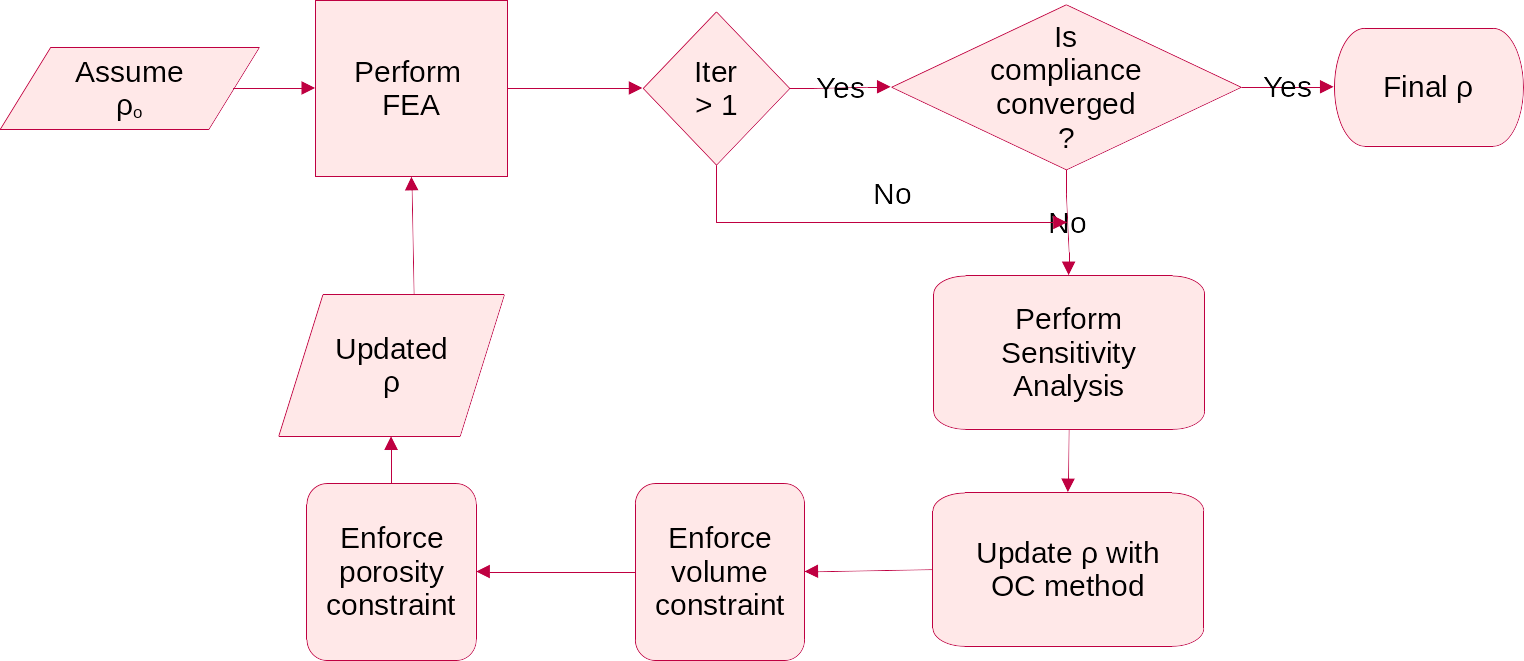 Assume
ρₒ
Perform
FEA
Iter
> 1
Yes
Is
compliance
converged
?
Yes
Final ρ
No
No
Perform
Sensitivity
Analysis
Updated
ρ
Update ρ with
OC method
Enforce
volume
constraint
Enforce
porosity
constraint